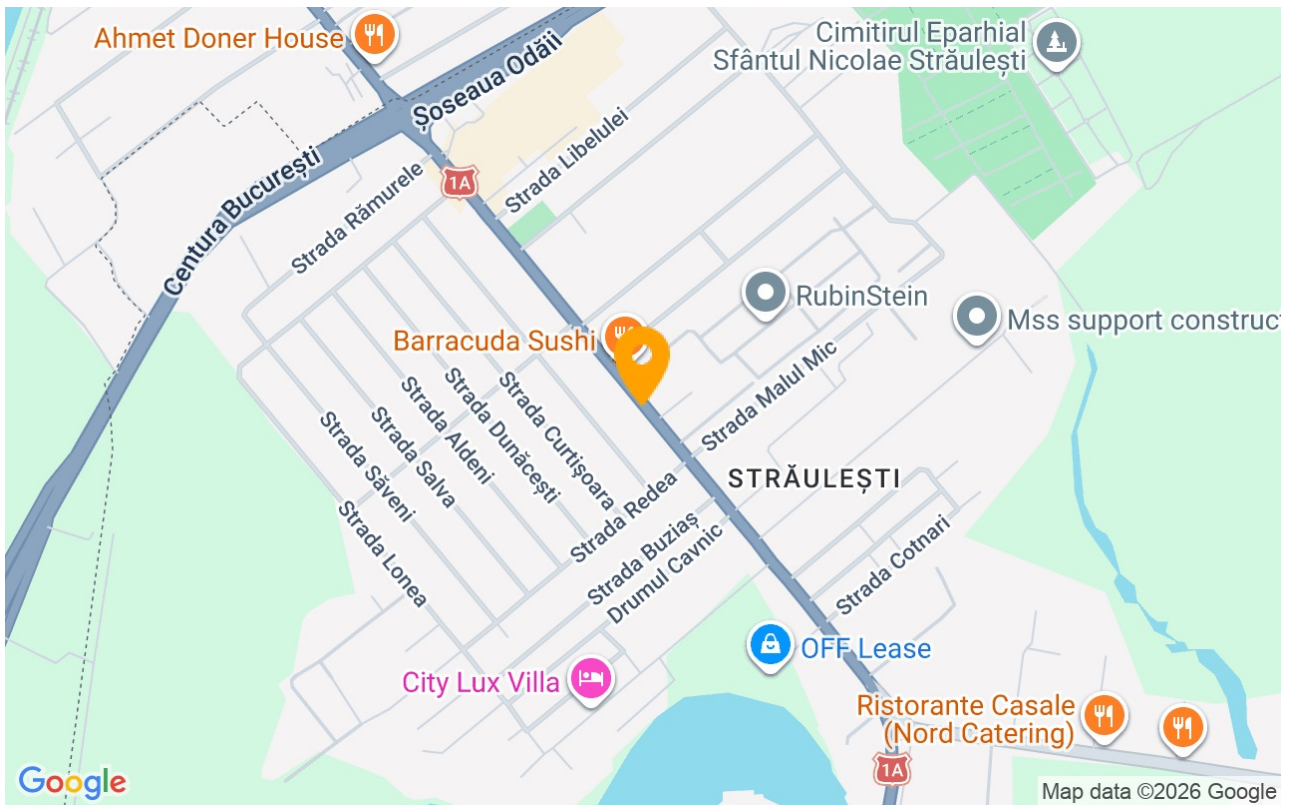 Ahmet Doner House
Șoseaua Odăii
Cimitirul Eparhial
Sfântul Nicolae Străulești
Centura București
1A
Strada Rămurele
Strada Libelulei
RubinStein
Mss support construct
Barracuda Sushi
Strada Malul Mic
Strada Curtișoara
Strada Dunăcești
Strada Aldeni
Strada Salva
Strada Săveni
Strada Lonea
STRĂULEȘTI
Strada Redea
Strada Buziaș
Drumul Cavnic
Strada Cotnari
OFF Lease
City Lux Villa
Ristorante Casale
(Nord Catering)
1A
Google
Map data ©2026 Google